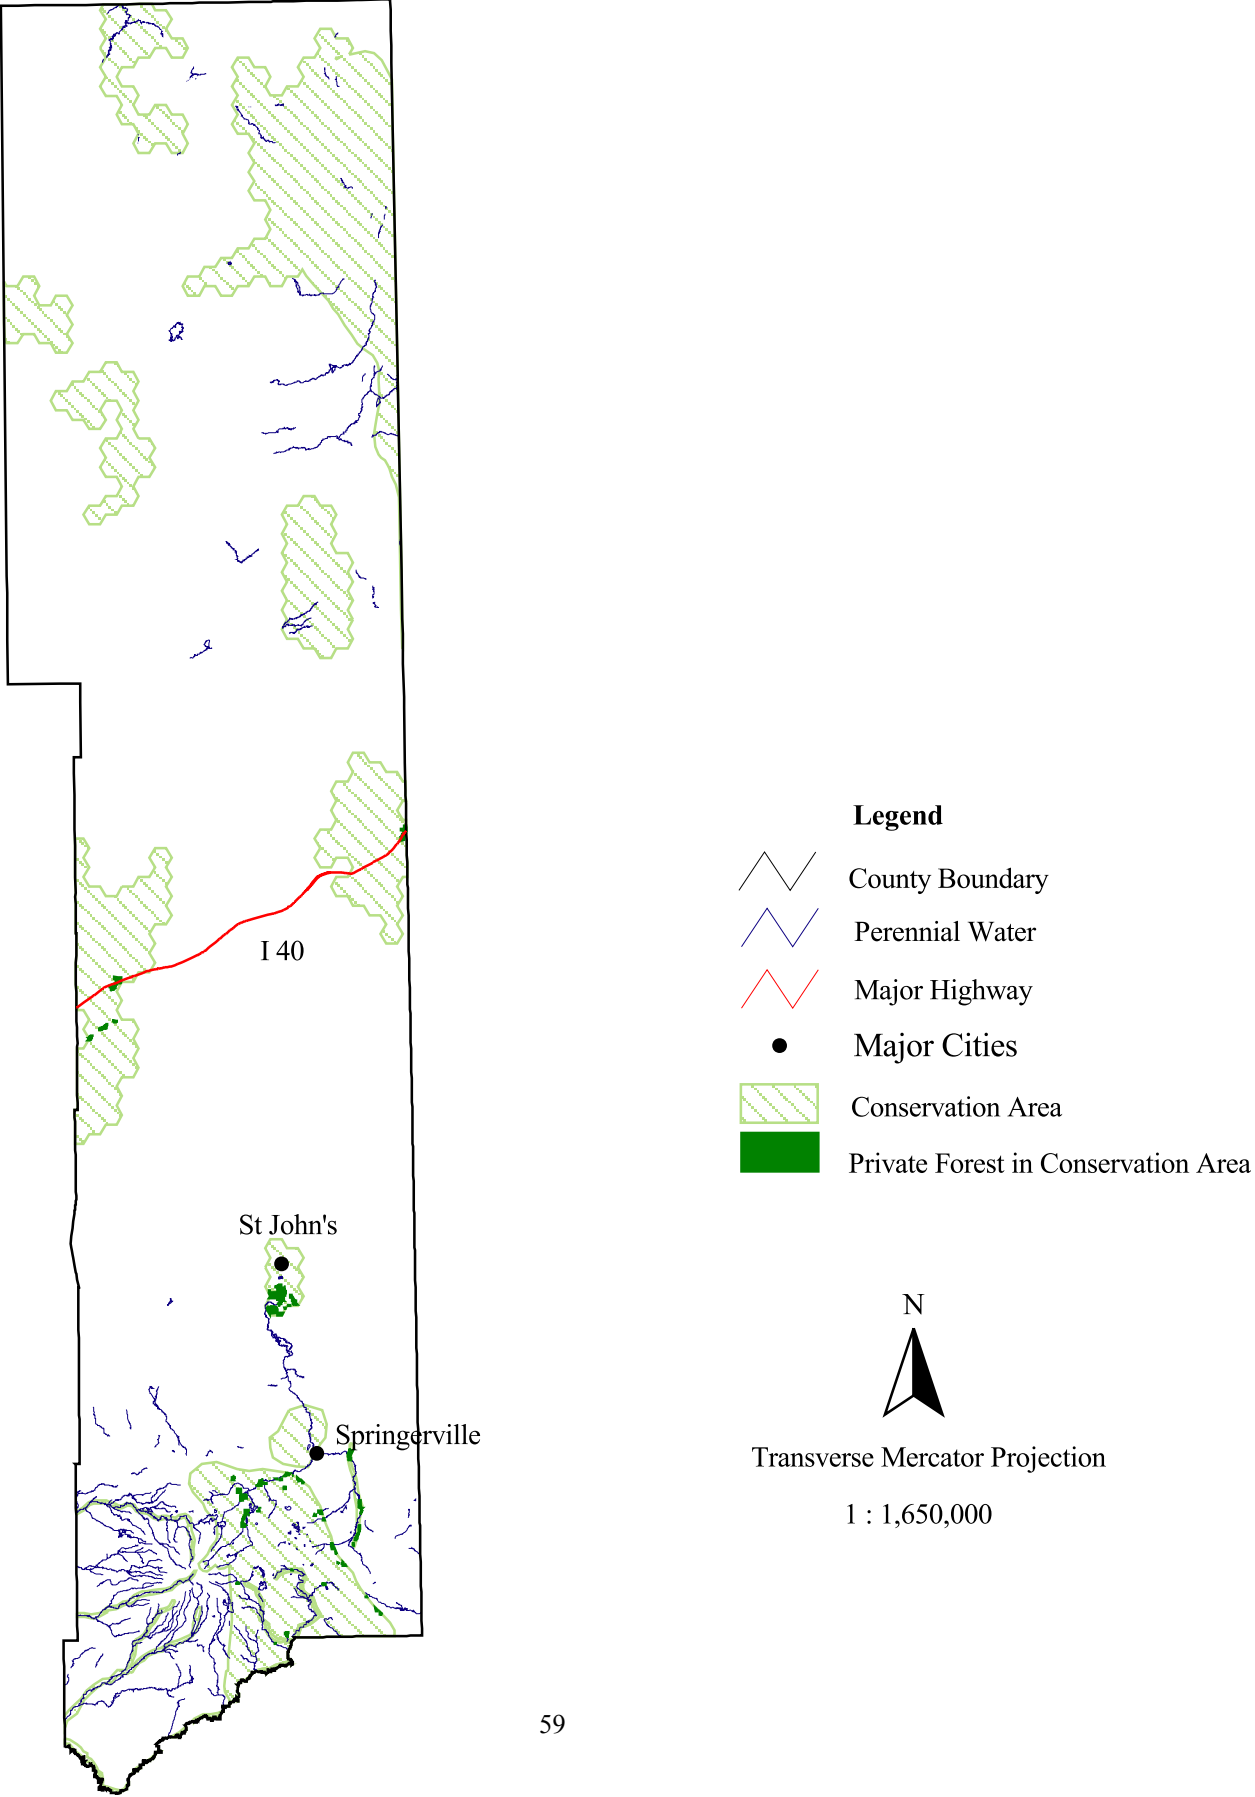 Legend
County Boundary
Perennial Water
Major Highway
I 40
Major Cities
Conservation Area
Private Forest in Conservation Area
St John's
N
Springerville
Transverse Mercator Projection
1 : 1,650,000
59